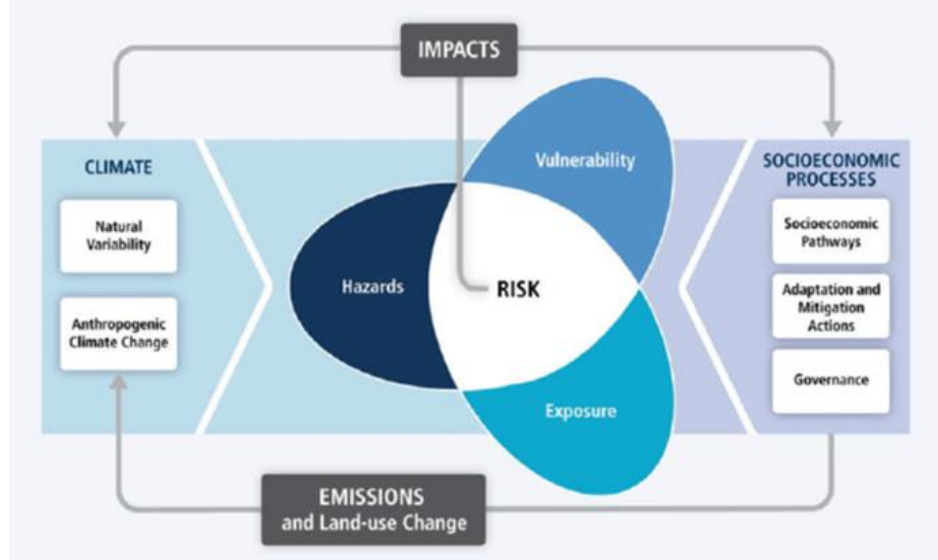 IMPACTS
CLIMATE
Natural
Variability
Anthropogenic
Climate Change
Vulnerability
Hazards
RISK
Exposure
SOCIOECONOMIC
PROCESSES
Socioeconomic
Pathways
Adaptation and
Mitigation
Actions
Governance
EMISSIONS
and Land-use Change